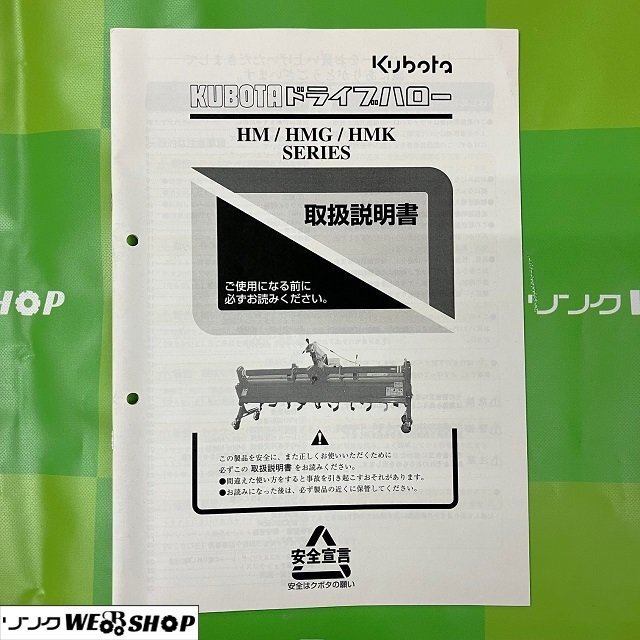 Kubota
KUBOTAドライブハロー
HM / HMG / HMK
SERIES
取扱説明書
ご使用になる前に
必ずお読みください。
この製品を安全に、また正しくお使いいただくために
必ずこの 取扱説明書 をお読みください。
●間違えた使い方をすると事故を引き起こすおそれがあります。
●お読みになった後は、必ず製品の近くに保管してください。
安全宣言
安全はクボタの願い
SHOP
リンク W
リンク WEB SHOP